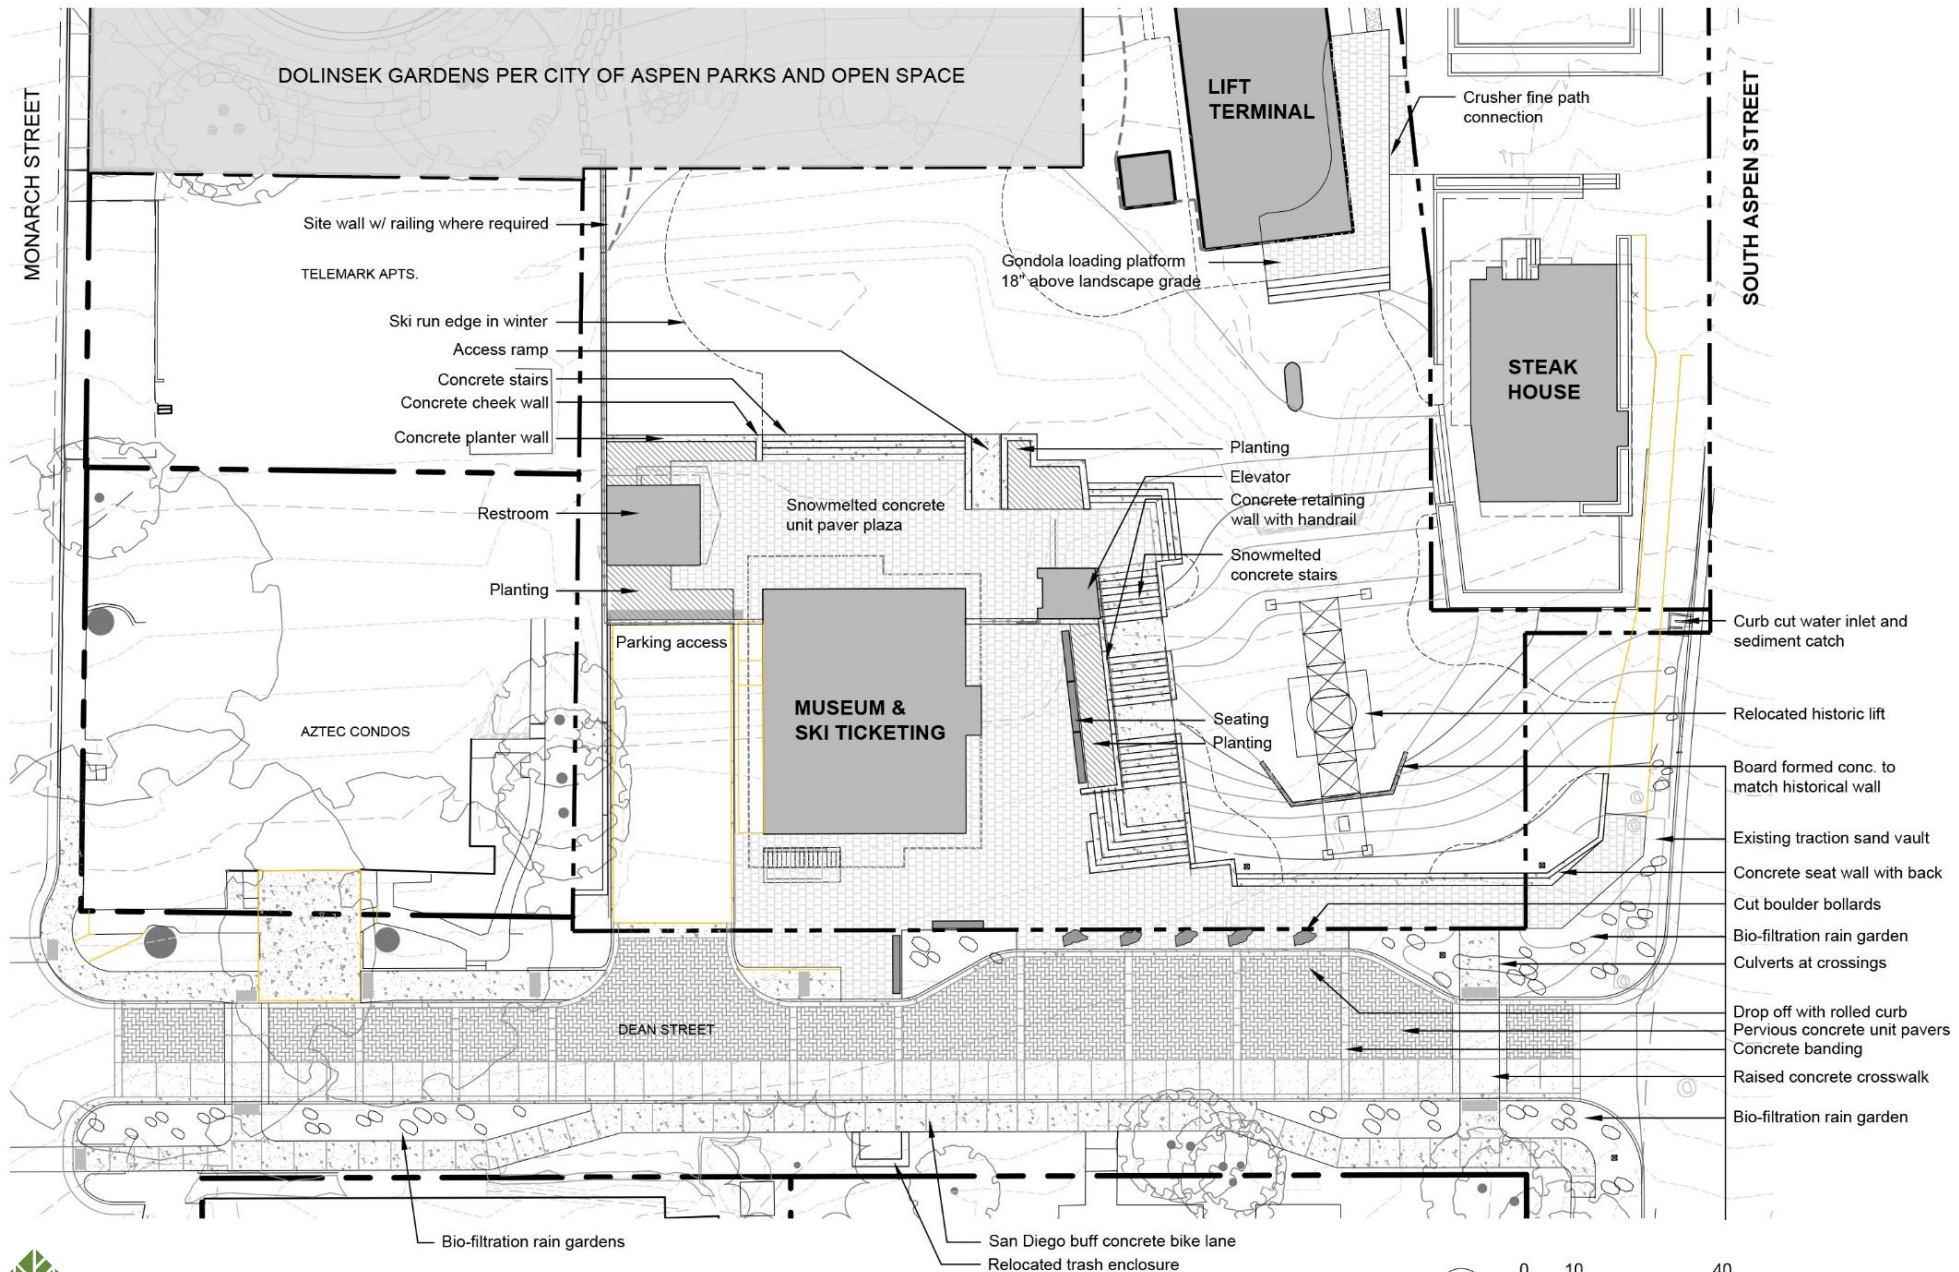 DOLINSEK GARDENS PER CITY OF ASPEN PARKS AND OPEN SPACE
MONARCH STREET
LIFT
TERMINAL
Crusher fine path
connection
SOUTH ASPEN STREET
Site wall w/ railing where required
TELEMARK APTS.
Gondola loading platform
18" above landscape grade
Ski run edge in winter
Access ramp
Concrete stairs
Concrete cheek wall
Concrete planter wall
STEAK
HOUSE
Planting
Elevator
Concrete retaining
wall with handrail
Snowmelted concrete
unit paver plaza
Restroom
Snowmelted
concrete stairs
Planting
Parking access
Curb cut water inlet and
sediment catch
MUSEUM &
SKI TICKETING
AZTEC CONDOS
Seating
Planting
Relocated historic lift
Board formed conc. to
match historical wall
Existing traction sand vault
Concrete seat wall with back
Cut boulder bollards
Bio-filtration rain garden
Culverts at crossings
Drop off with rolled curb
DEAN STREET
Pervious concrete unit pavers
Concrete banding
Raised concrete crosswalk
Bio-filtration rain garden
Bio-filtration rain gardens
San Diego buff concrete bike lane
Relocated trash enclosure
0 10 40